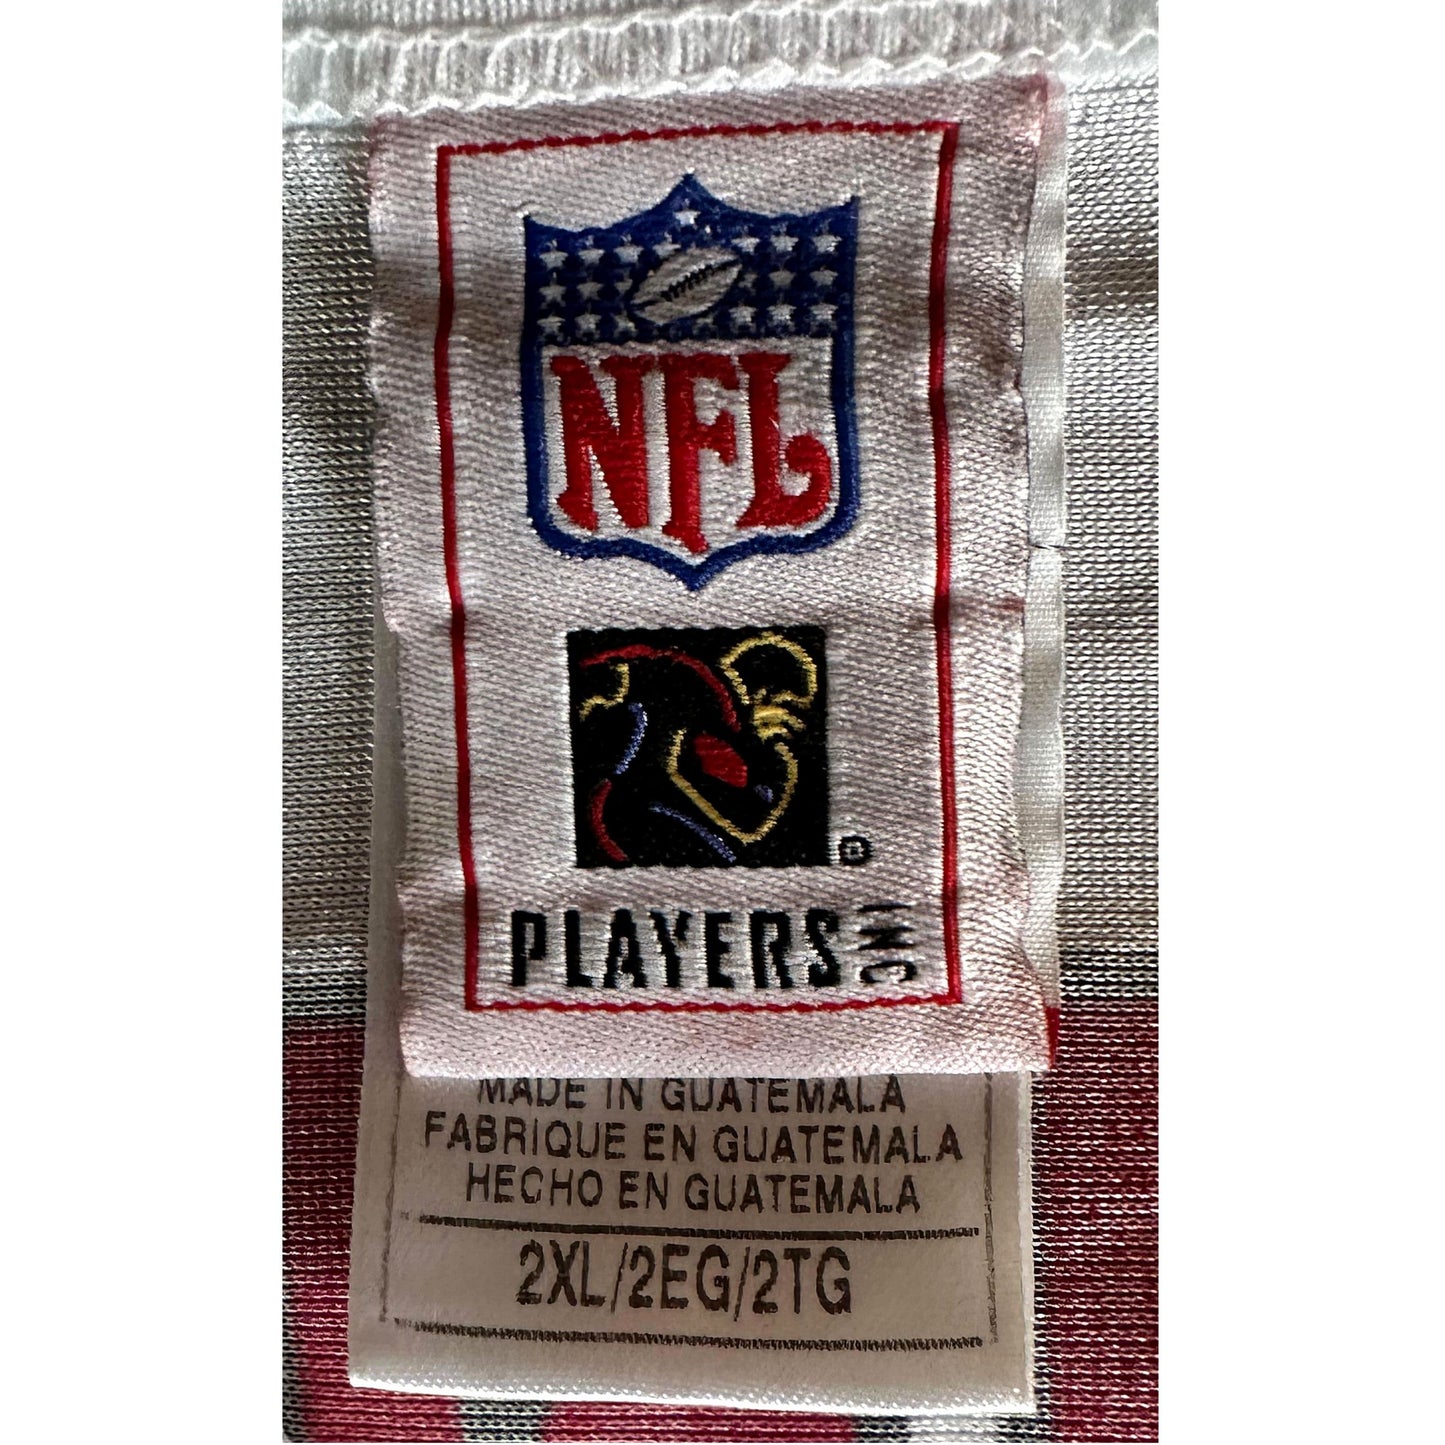 NFL
®
PLAYERS INC
MADE IN GUATEMALA
FABRIQUE EN GUATEMALA
HECHO EN GUATEMALA
2XL/2EG/2TG